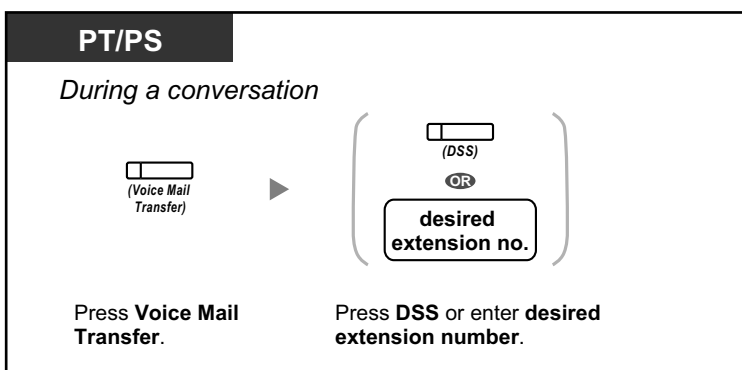 PT/PS
During a conversation
(Voice Mail
Transfer)
(DSS)
OR
desired
extension no.
Press Voice Mail
Transfer.
Press DSS or enter desired
extension number.